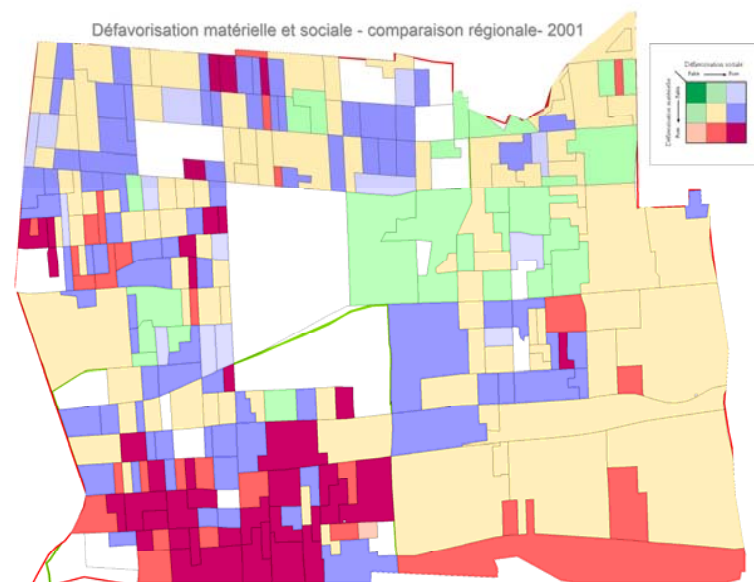 Défavorisation matérielle et sociale - comparaison régionale- 2001
Défavorisation sociale
Faible Forte
Défavorisation matérielle
Forte Faible